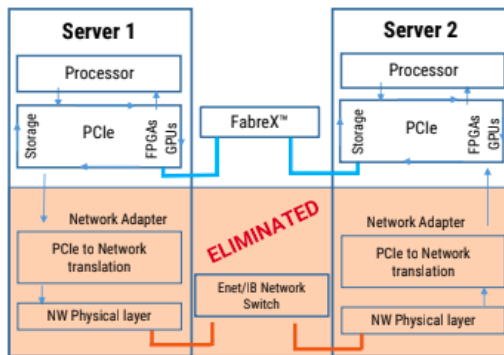 Server 1
Processor
Storage
PCIe
FPGAs
GPUs
Network Adapter
PCIe to Network
translation
NW Physical layer
FabreX™
ELIMINATED
Enet/IB Network
Switch
Server 2
Processor
Storage
PCIe
FPGAs
GPUs
Network Adapter
PCIe to Network
translation
NW Physical layer